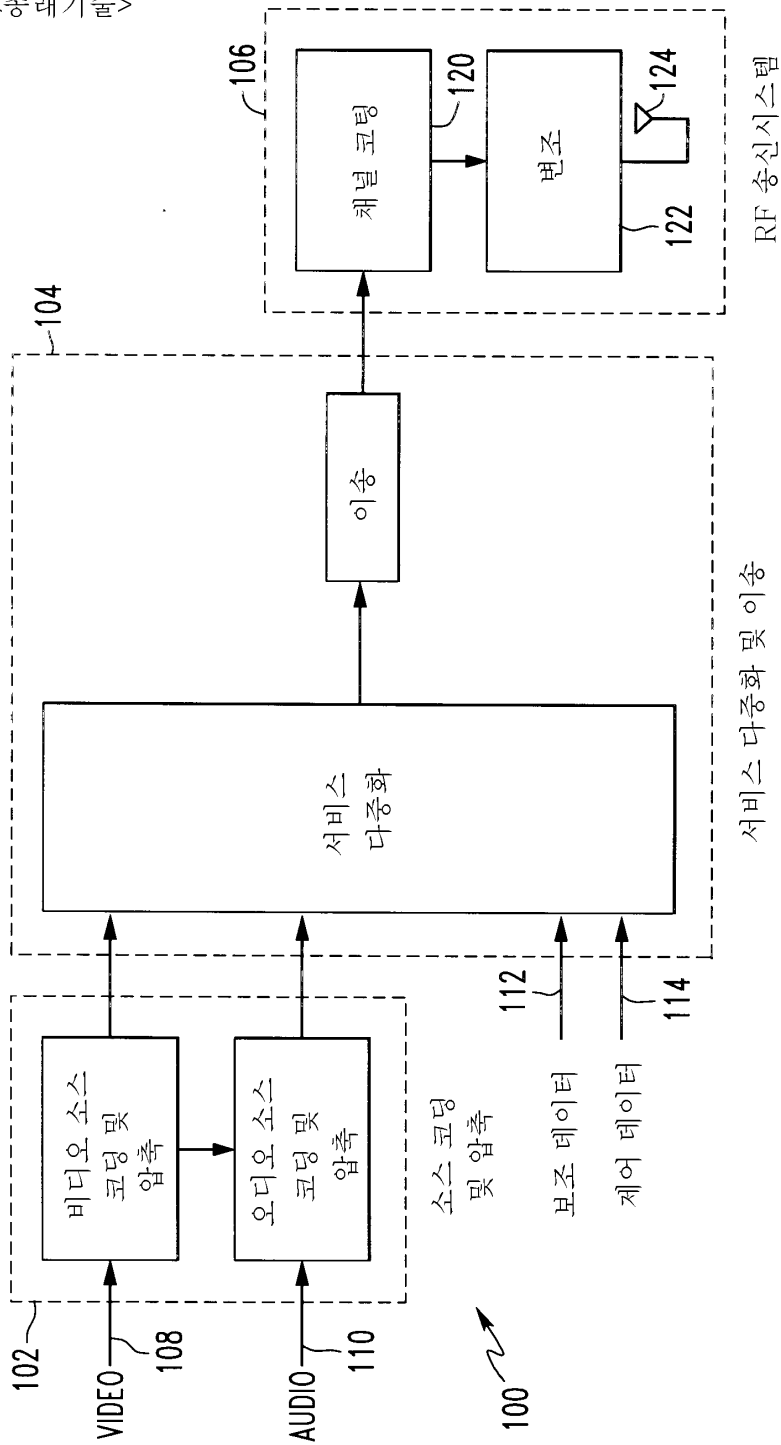 종래기술>
102
VIDEO
108
AUDIO
110
비디오 소스
코딩 및
압축
오디오 소스
코딩 및
압축
소스 코딩
및 압축
보조 데이터
112
제어 데이터
114
100
104
서비스
다중화
이송
서비스 다중화 및 이송
106
채널 코팅
120
변조
122
124
RF 송신시스템